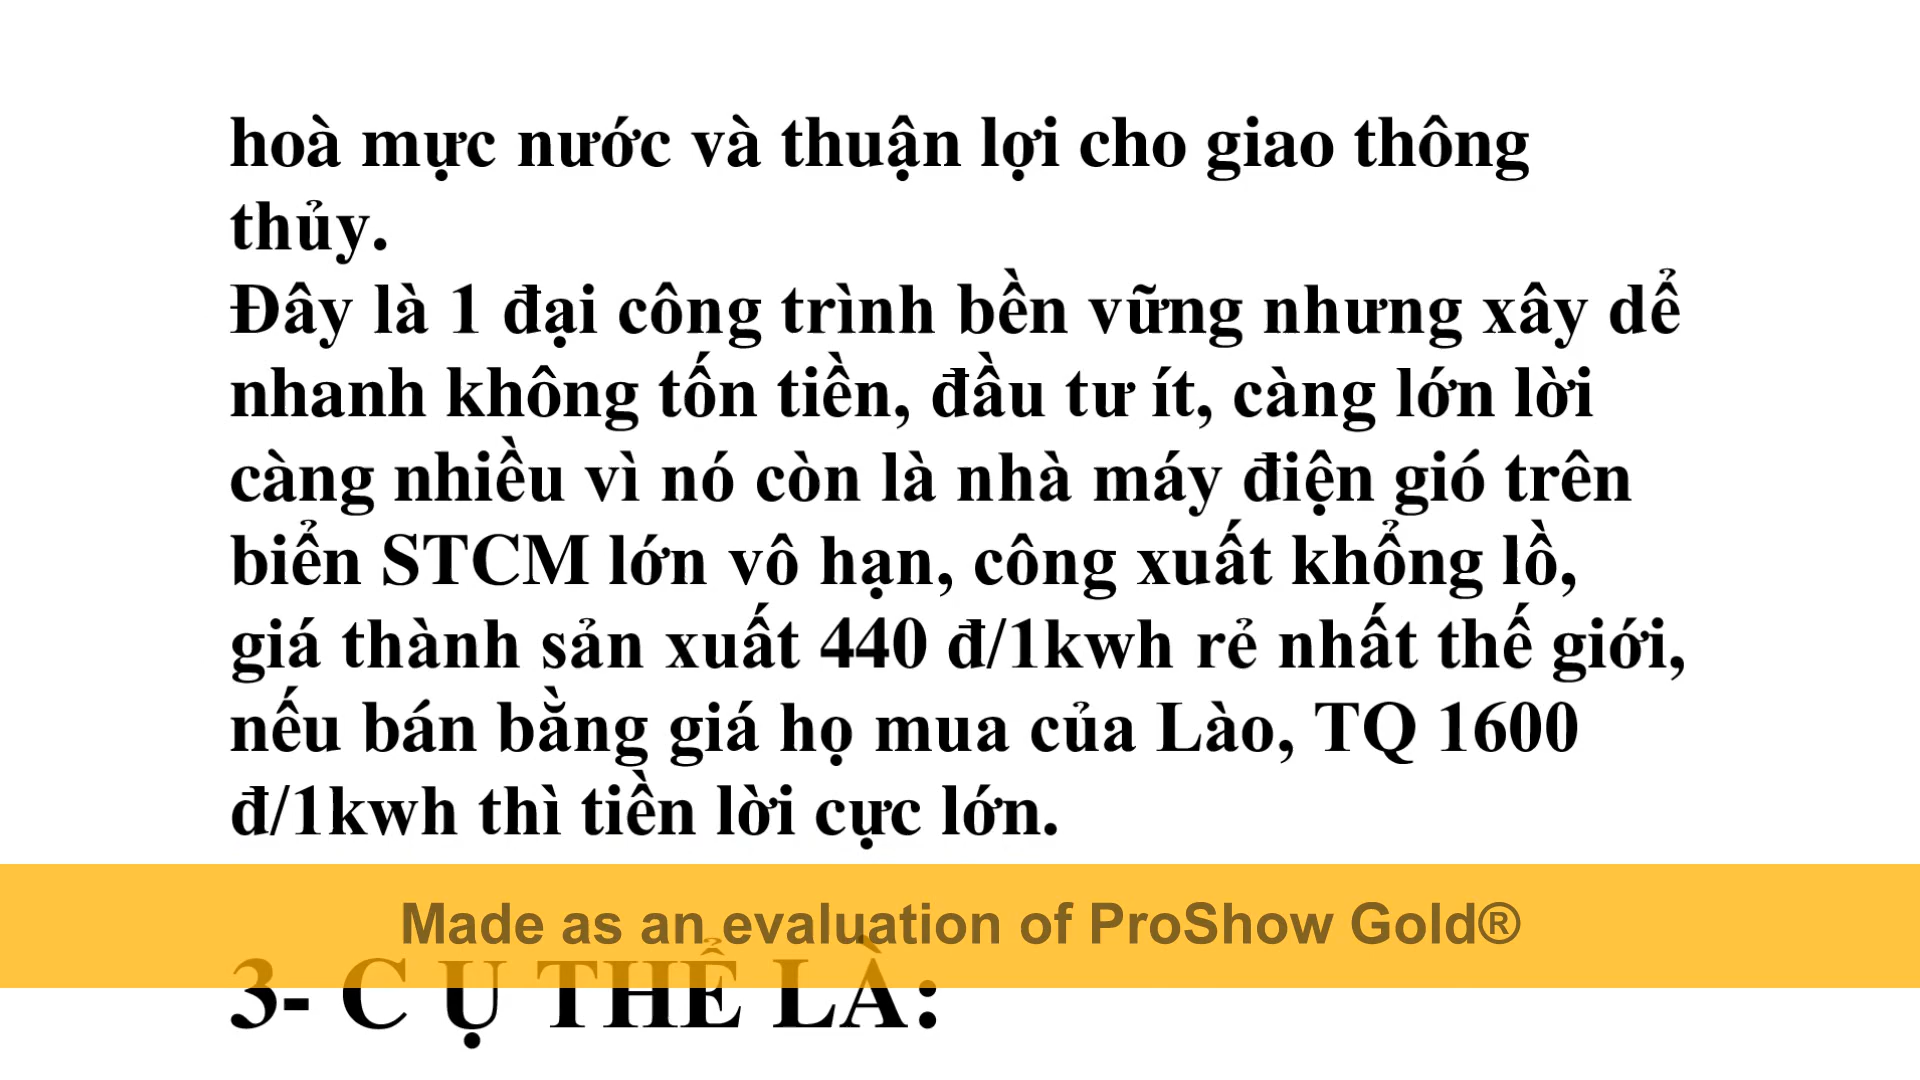 hoà mực nước và thuận lợi cho giao thông
thủy.
Đây là 1 đại công trình bền vững nhưng xây dể
nhanh không tốn tiền, đầu tư ít, càng lớn lời
càng nhiều vì nó còn là nhà máy điện gió trên
biển STCM lớn vô hạn, công xuất khổng lồ,
giá thành sản xuất 440 đ/1kwh rẻ nhất thế giới,
nếu bán bằng giá họ mua của Lào, TQ 1600
đ/1kwh thì tiền lời cực lớn.
Made as an evaluation of ProShow Gold®
3- C Ụ THỂ LÀ: